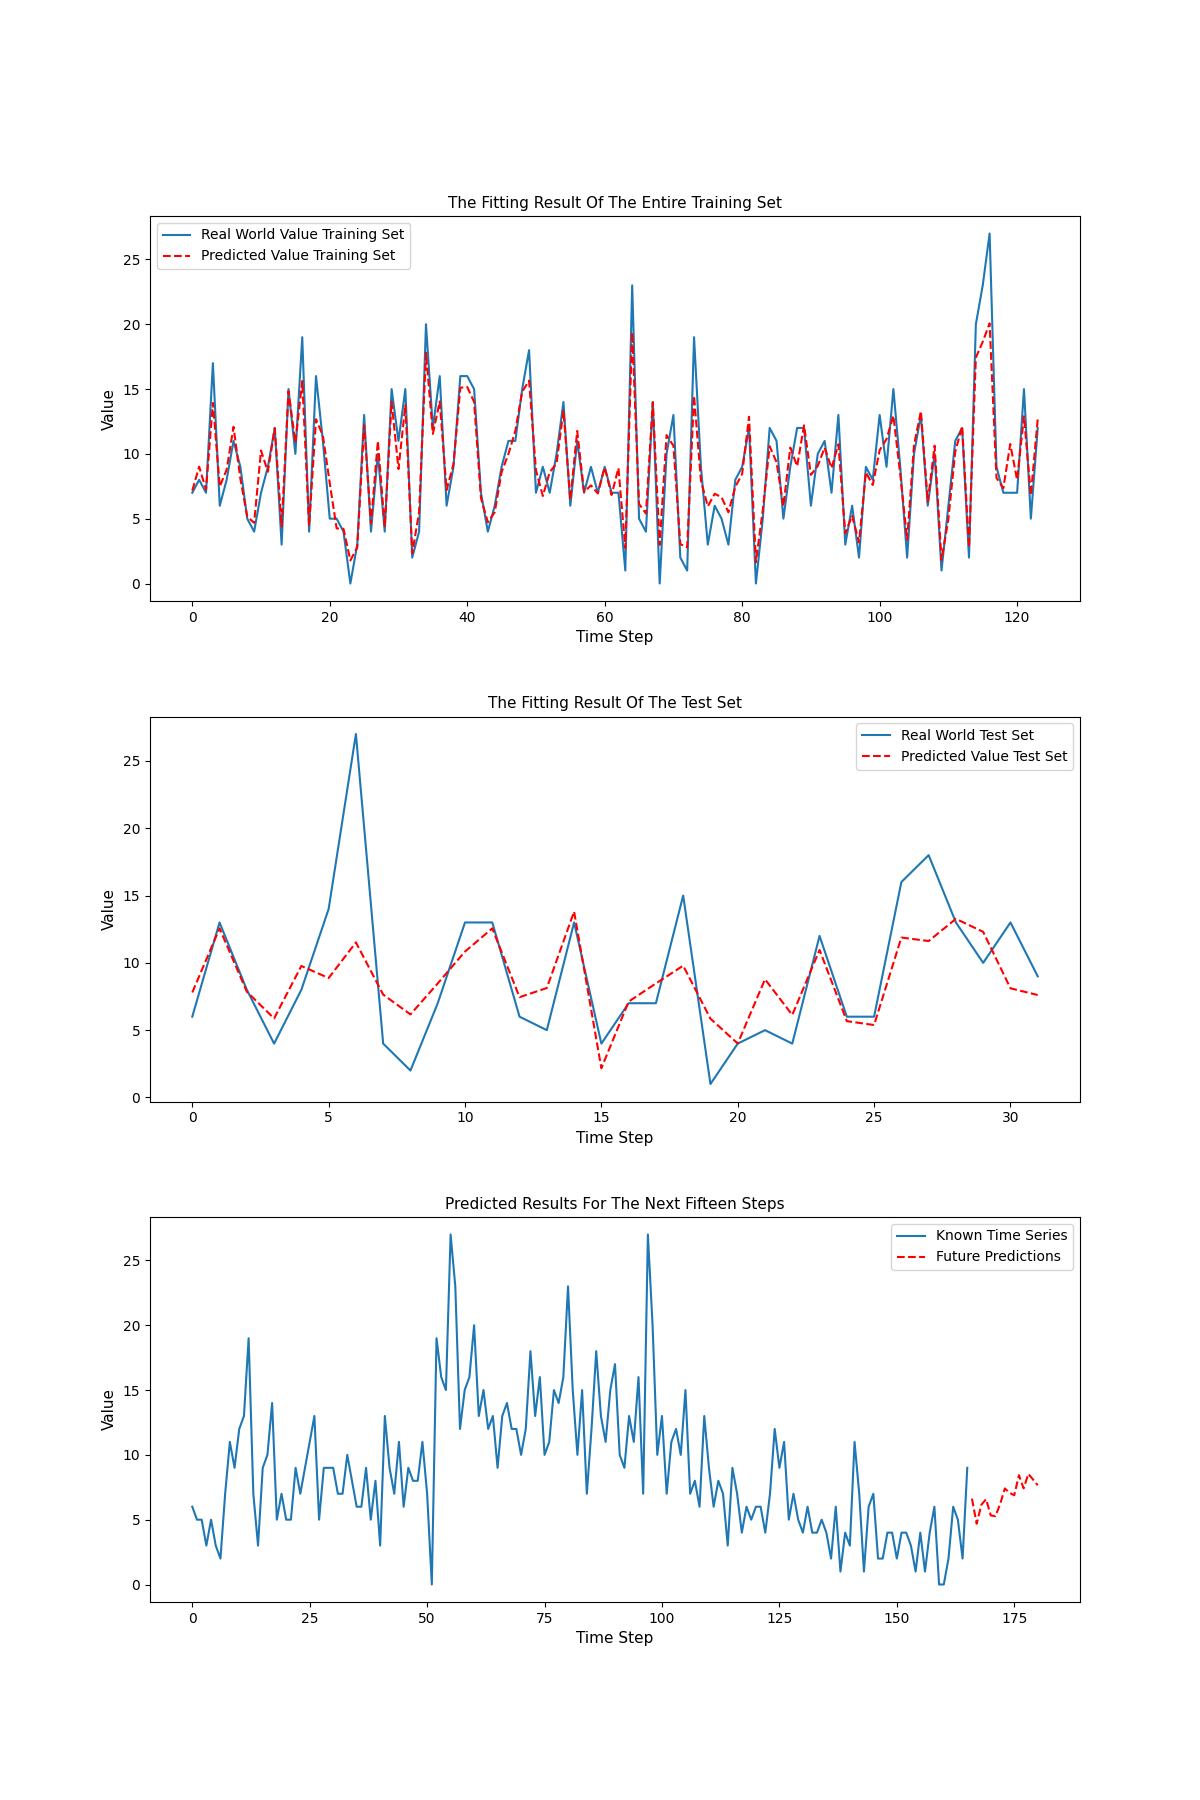 The Fitting Result Of The Entire Training Set
Real World Value Training Set
Predicted Value Training Set
Value
25
20
15
10
5
0
0 20 40 60 80 100 120
Time Step
The Fitting Result Of The Test Set
Real World Test Set
Predicted Value Test Set
Value
25
20
15
10
5
0
0 5 10 15 20 25 30
Time Step
Predicted Results For The Next Fifteen Steps
Known Time Series
Future Predictions
Value
25
20
15
10
5
0
0 25 50 75 100 125 150 175
Time Step